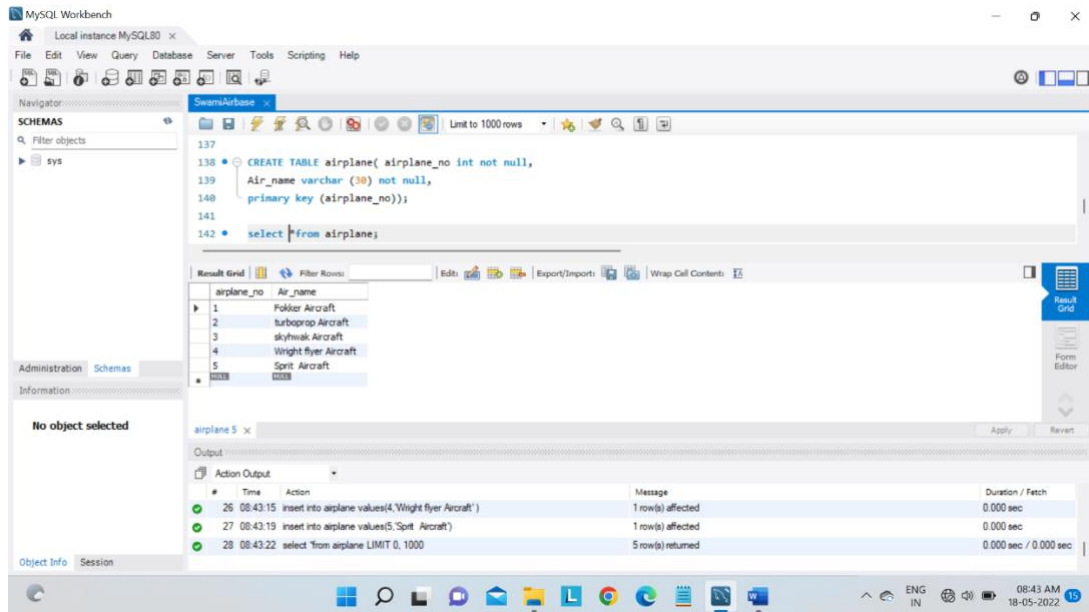 MySQL Workbench
Local instance MySQL80
File Edit View Query Database Server Tools Scripting Help
Navigator
SCHEMAS
Filter objects
sys
SwamiAirbase
Limit to 1000 rows
137
138 CREATE TABLE airplane( airplane_no int not null,
139 Air_name varchar (30) not null,
140 primary key (airplane_no));
141
142 select *from airplane;
Result Grid Filter Rows: Edit: Export/Import: Wrap Cell Content:
airplane_no Air_name
1 Fokker Aircraft
2 turboprop Aircraft
3 skyhwak Aircraft
4 Wright flyer Aircraft
5 Sprit Aircraft
NULL NULL
Result Grid
Form Editor
Administration Schemas
Information
No object selected
airplane 5
Apply Revert
Output
Action Output
# Time Action Message Duration / Fetch
26 08:43:15 insert into airplane values(4,'Wright flyer Aircraft') 1 row(s) affected 0.000 sec
27 08:43:19 insert into airplane values(5,'Sprit Aircraft') 1 row(s) affected 0.000 sec
28 08:43:22 select *from airplane LIMIT 0, 1000 5 row(s) returned 0.000 sec / 0.000 sec
Object Info Session
ENG IN
08:43 AM
18-05-2022
15